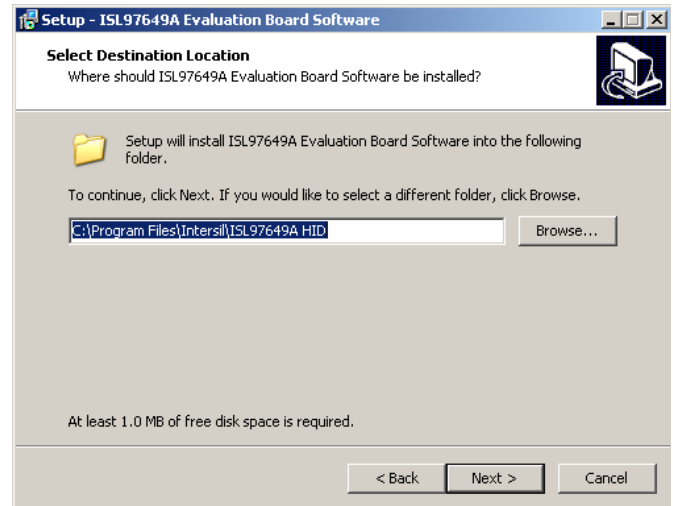 Setup - ISL97649A Evaluation Board Software
Select Destination Location
Where should ISL97649A Evaluation Board Software be installed?
Setup will install ISL97649A Evaluation Board Software into the following
folder.
To continue, click Next. If you would like to select a different folder, click Browse.
C:\Program Files\Intersil\ISL97649A HID
Browse...
At least 1.0 MB of free disk space is required.
< Back
Next >
Cancel